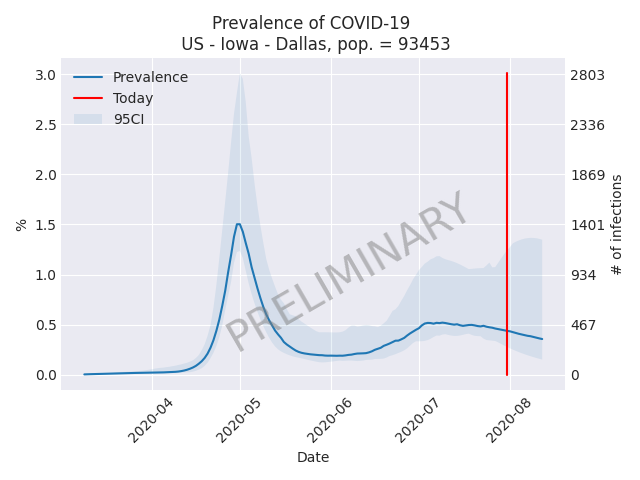 Prevalence of COVID-19
US - Iowa - Dallas, pop. = 93453
Prevalence
Today
95CI
3.0
2.5
2.0
1.5
1.0
0.5
0.0
%
2803
2336
1869
1401
934
467
0
# of infections
PRELIMINARY
2020-04
2020-05
2020-06
2020-07
2020-08
Date